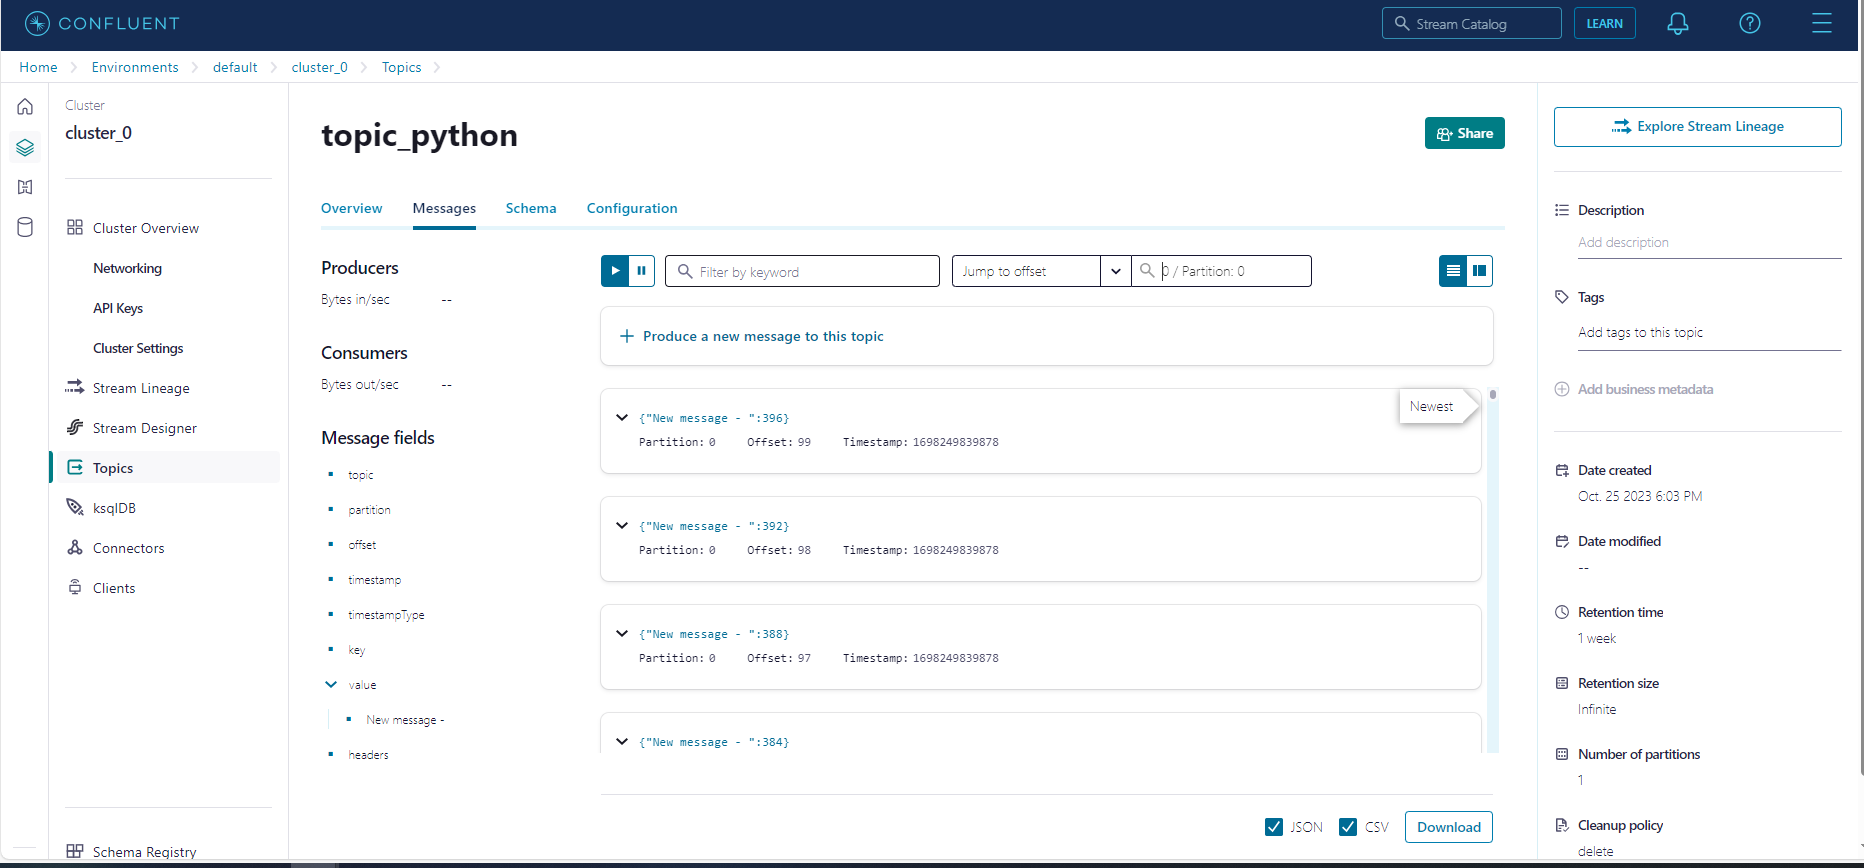 CONFLUENT
Stream Catalog
LEARN
Home
Environments
default
cluster_0
Topics
Cluster
cluster_0
Cluster Overview
Networking
API Keys
Cluster Settings
Stream Lineage
Stream Designer
Topics
ksqlDB
Connectors
Clients
Schema Registry
topic_python
Share
Overview
Messages
Schema
Configuration
Producers
Bytes in/sec --
Consumers
Bytes out/sec --
Message fields
topic
partition
offset
timestamp
timestampType
key
value
New message -
headers
Filter by keyword
Jump to offset
0 / Partition: 0
+ Produce a new message to this topic
Newest
{"New message - ":396}
Partition: 0 Offset: 99 Timestamp: 1698249839878
{"New message - ":392}
Partition: 0 Offset: 98 Timestamp: 1698249839878
{"New message - ":388}
Partition: 0 Offset: 97 Timestamp: 1698249839878
{"New message - ":384}
JSON
CSV
Download
Explore Stream Lineage
Description
Add description
Tags
Add tags to this topic
Add business metadata
Date created
Oct. 25 2023 6:03 PM
Date modified
--
Retention time
1 week
Retention size
Infinite
Number of partitions
1
Cleanup policy
delete